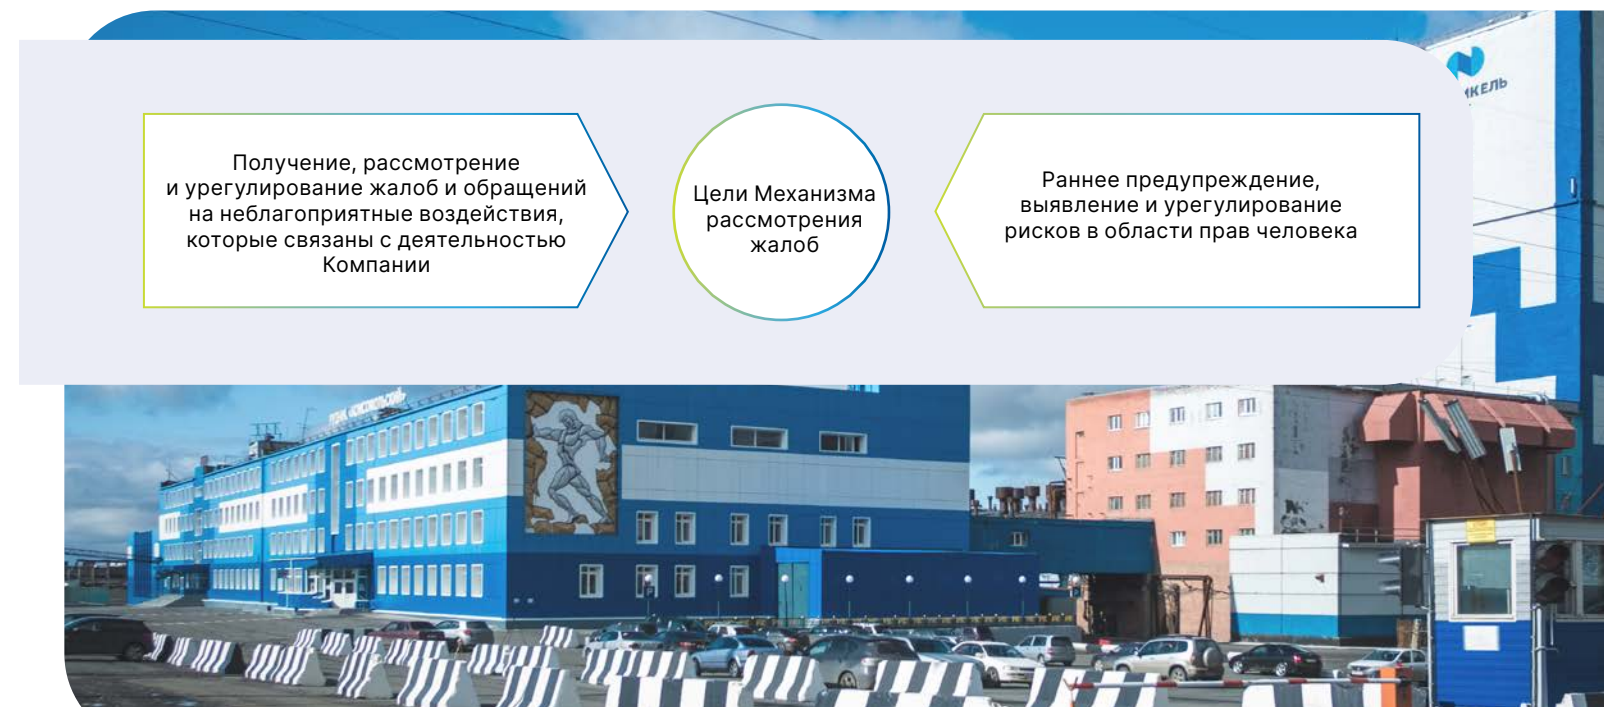 Получение, рассмотрение
и урегулирование жалоб и обращений
на неблагоприятные воздействия,
которые связаны с деятельностью
Компании
Цели Механизма
рассмотрения
жалоб
Раннее предупреждение,
выявление и урегулирование
рисков в области прав человека
«КОМСОМОЛЬСКИЙ»